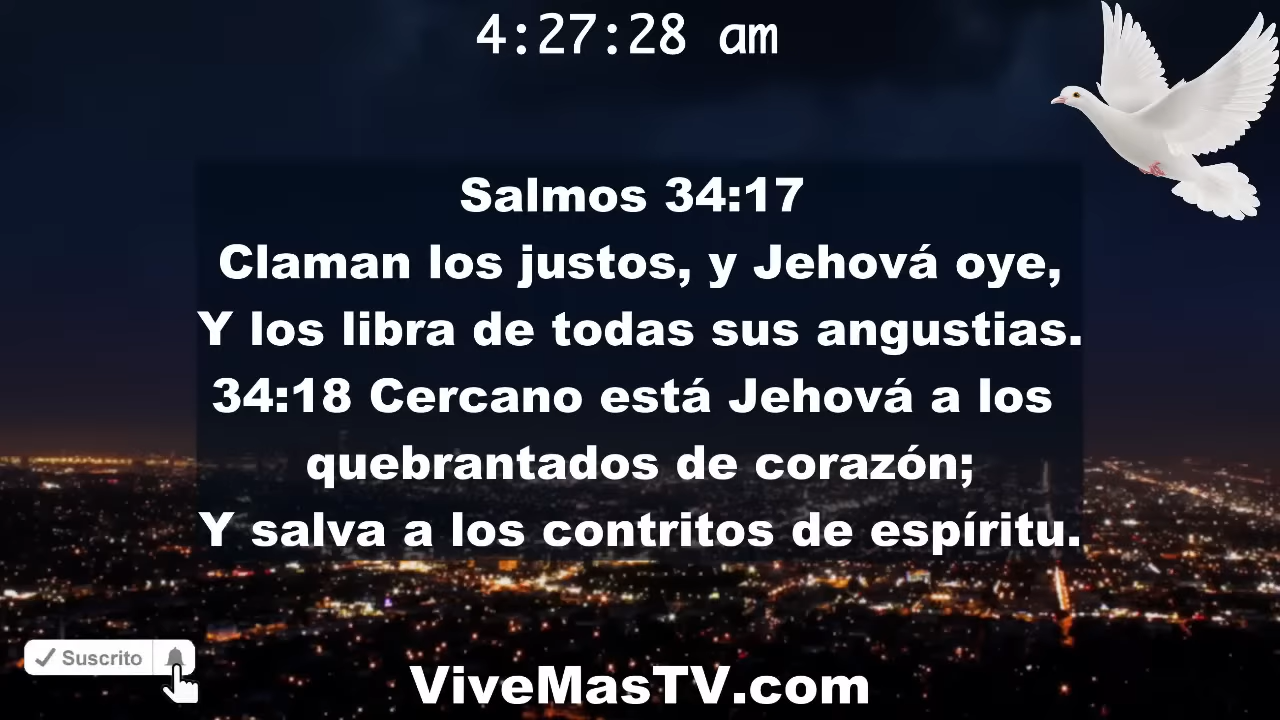 4:27:28 am
Salmos 34:17
Claman los justos, y Jehová oye,
Y los libra de todas sus angustias.
34:18 Cercano está Jehová a los
quebrantados de corazón;
Y salva a los contritos de espíritu.
Suscrito
ViveMasTV.com